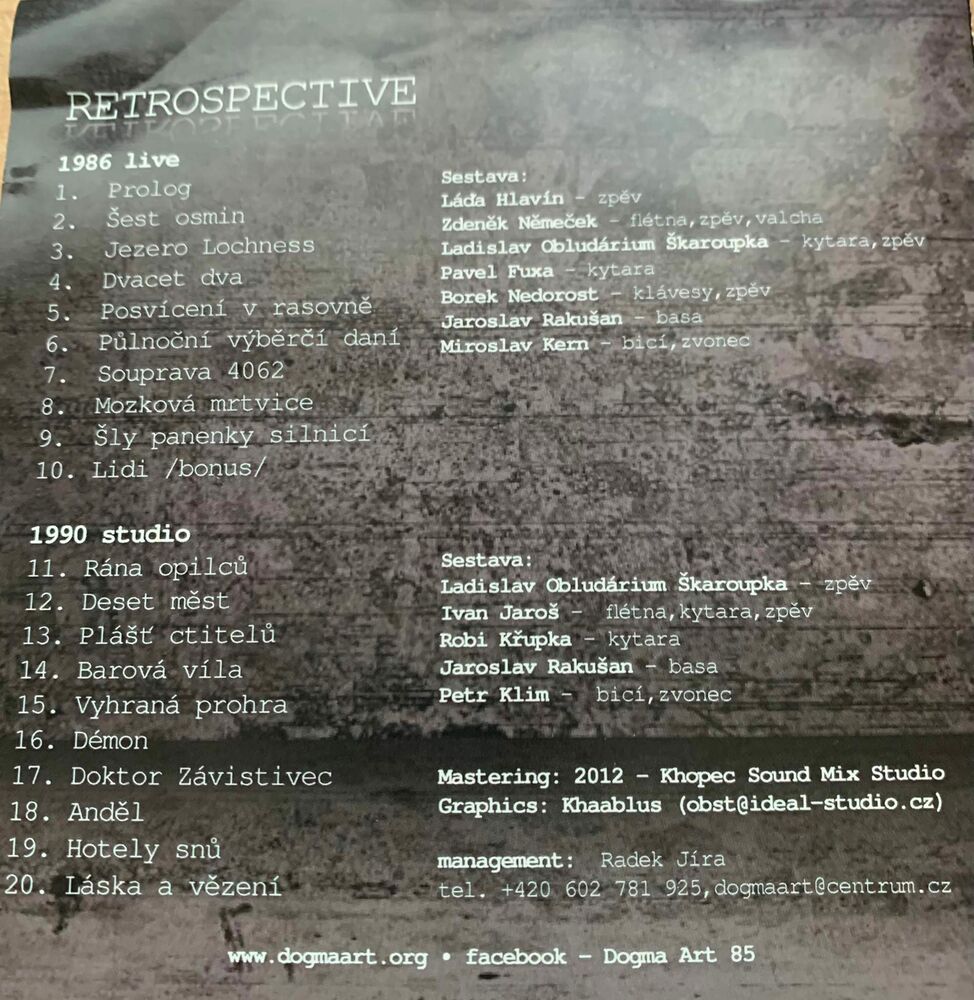 RETROSPECTIVE
1986 live
1. Prolog
2. Šest osmin
3. Jezero Lochness
4. Dvacet dva
5. Posvícení v rasovně
6. Půlnoční výběrčí daní
7. Souprava 4062
8. Mozková mrtvice
9. Šly panenky silnicí
10. Lidi /bonus/
Sestava:
Láďa Hlavín - zpěv
Zdeněk Němeček - flétna,zpěv,valcha
Ladislav Obludárium Škaroupka - kytara,zpěv
Pavel Fuxa - kytara
Borek Nedorost - klávesy,zpěv
Jaroslav Rakušan - basa
Miroslav Kern - bicí,zvonec
1990 studio
11. Rána opilců
12. Deset měst
13. Plášť ctitelů
14. Barová víla
15. Vyhraná prohra
16. Démon
17. Doktor Závistivec
18. Anděl
19. Hotely snů
20. Láska a vězení
Sestava:
Ladislav Obludárium Škaroupka - zpěv
Ivan Jaroš - flétna,kytara,zpěv
Robi Křupka - kytara
Jaroslav Rakušan - basa
Petr Klim - bicí,zvonec
Mastering: 2012 - Khopec Sound Mix Studio
Graphics: Khaablus (obst@ideal-studio.cz)
management: Radek Jíra
tel. +420 602 781 925,dogmaart@centrum.cz
www.dogmaart.org • facebook - Dogma Art 85